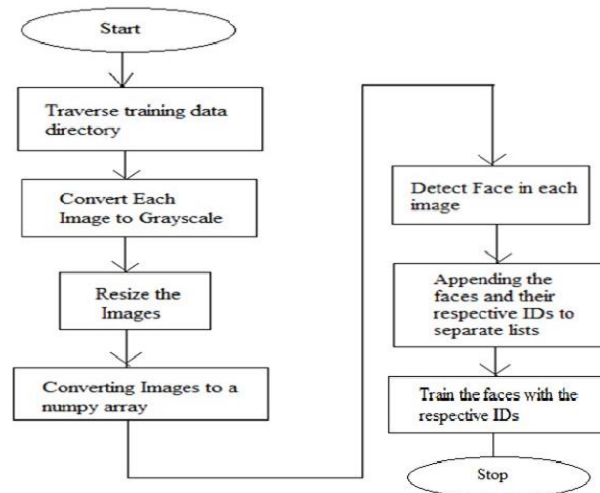 Start
Traverse training data
directory
Convert Each
Image to Grayscale
Resize the
Images
Converting Images to a
numpy array
Detect Face in each
image
Appending the
faces and their
respective IDs to
separate lists
Train the faces with the
respective IDs
Stop